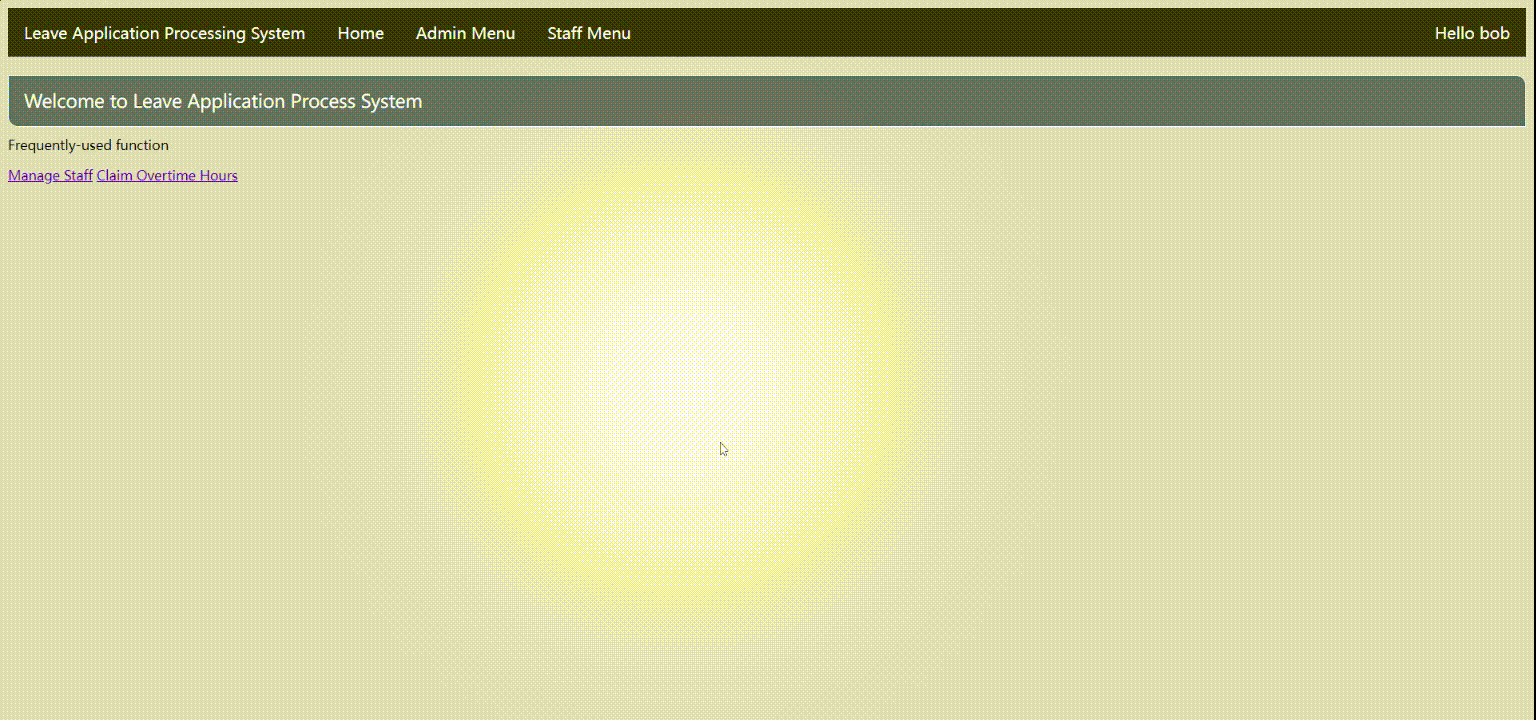 Leave Application Processing System Home Admin Menu Staff Menu Hello bob
Welcome to Leave Application Process System
Frequently-used function
Manage Staff Claim Overtime Hours